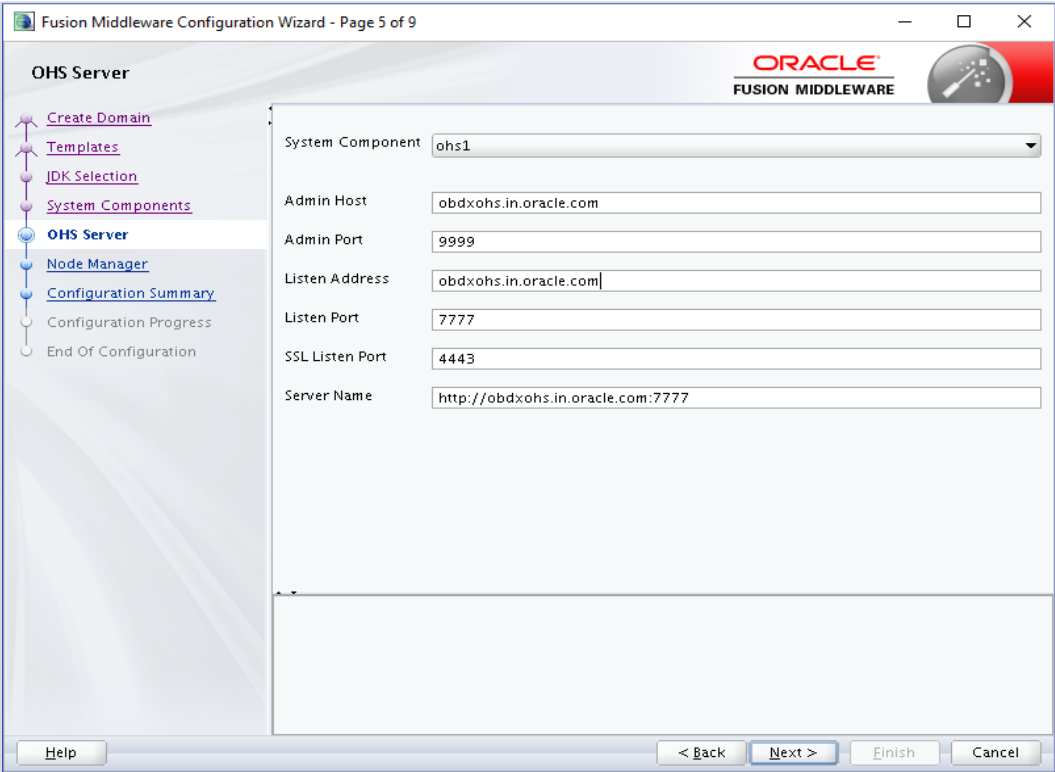 Fusion Middleware Configuration Wizard - Page 5 of 9
OHS Server
ORACLE
FUSION MIDDLEWARE
Create Domain
Templates
JDK Selection
System Components
OHS Server
Node Manager
Configuration Summary
Configuration Progress
End Of Configuration
System Component ohs1
Admin Host obdxohs.in.oracle.com
Admin Port 9999
Listen Address obdxohs.in.oracle.com
Listen Port 7777
SSL Listen Port 4443
Server Name http://obdxohs.in.oracle.com:7777
Help < Back Next > Finish Cancel